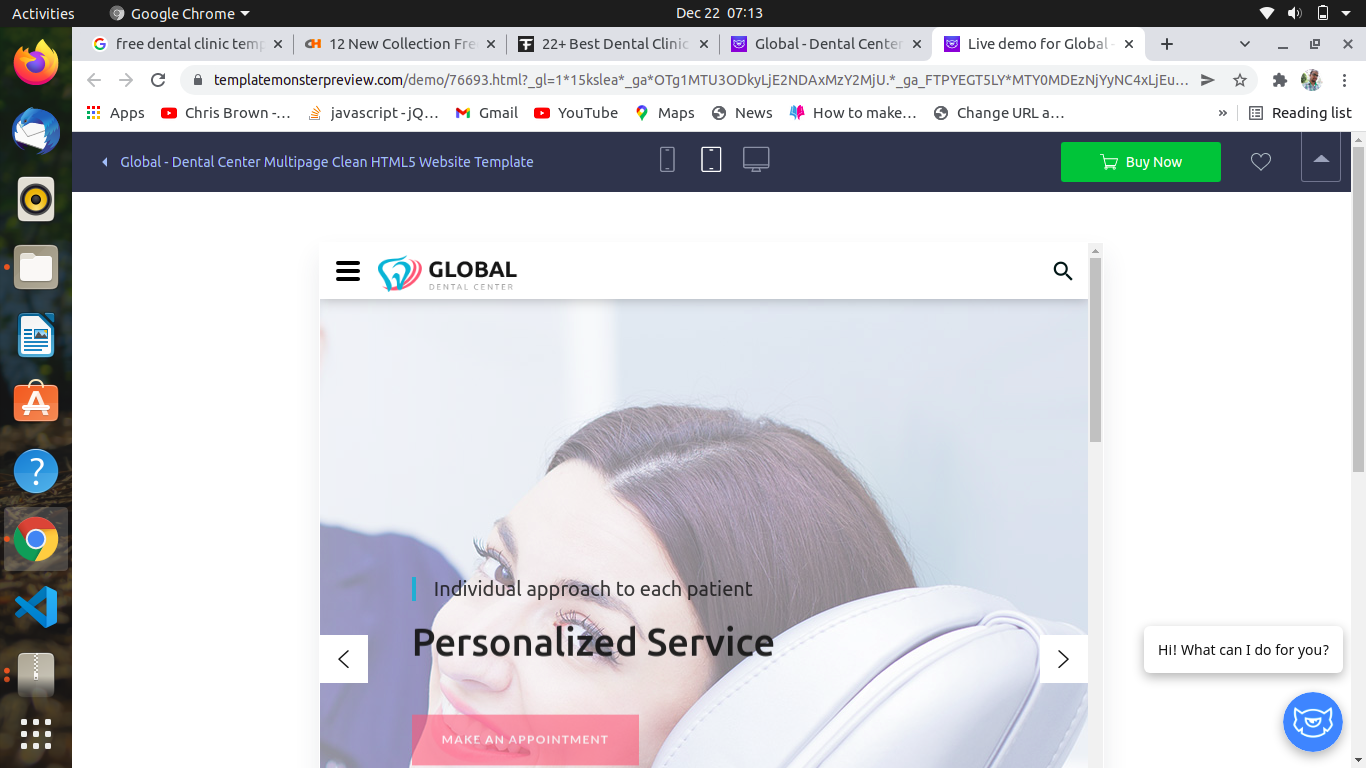 Activities Google Chrome Dec 22 07:13
free dental clinic temp 12 New Collection Fre 22+ Best Dental Clinic Global - Dental Center Live demo for Global -
templatemonsterpreview.com/demo/76693.html?_gl=1*15kslea*_ga*OTg1MTU3ODkyLjE2NDAxMzY2MjU.*_ga_FTPYEGT5LY*MTY0MDEzNjYyNC4xLjEu...
Apps Chris Brown -... javascript - jQ... Gmail YouTube Maps News How to make... Change URL a... » Reading list
Global - Dental Center Multipage Clean HTML5 Website Template Buy Now
GLOBAL
DENTAL CENTER
Individual approach to each patient
Personalized Service
Hi! What can I do for you?
MAKE AN APPOINTMENT